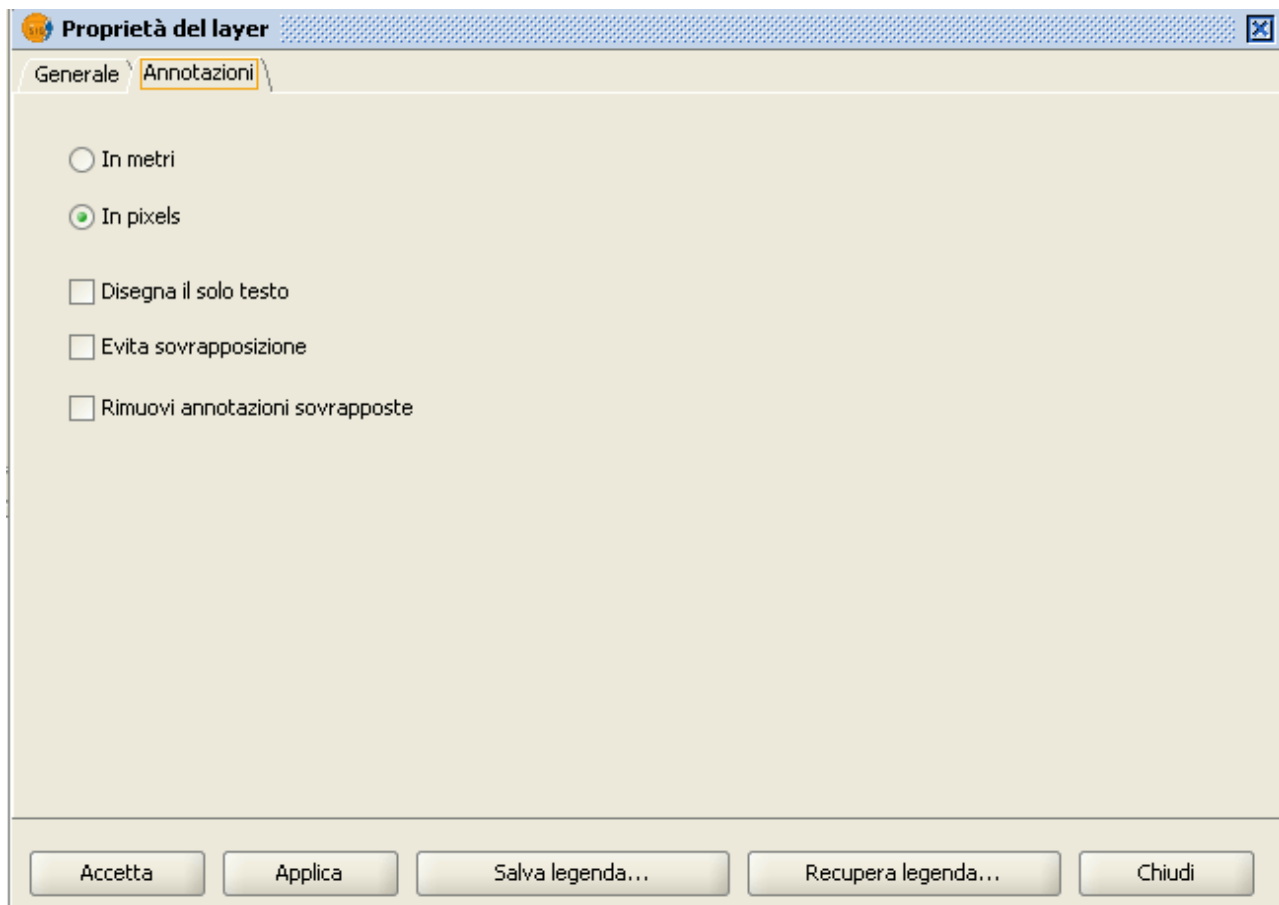 Proprietà del layer
Generale Annotazioni
In metri
In pixels
Disegna il solo testo
Evita sovrapposizione
Rimuovi annotazioni sovrapposte
Accetta Applica Salva legenda... Recupera legenda... Chiudi